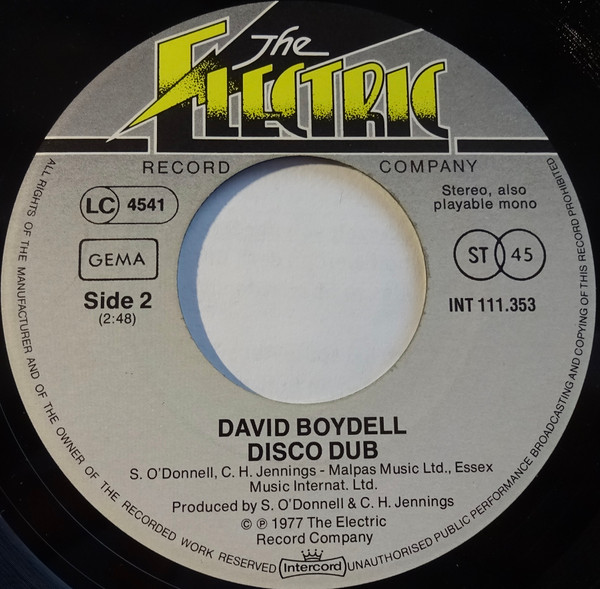 The
ELECTRIC
RECORD COMPANY
LC 4541
Stereo, also
playable mono
GEMA
ST 45
Side 2
(2:48)
INT 111.353
DAVID BOYDELL
DISCO DUB
S. O'Donnell, C. H. Jennings - Malpas Music Ltd., Essex
Music Internat. Ltd.
Produced by S. O'Donnell & C. H. Jennings
© ℗ 1977 The Electric
Record Company
Intercord
ALL RIGHTS OF THE MANUFACTURER AND OF THE OWNER OF THE RECORDED WORK RESERVED
UNAUTHORISED PUBLIC PERFORMANCE BROADCASTING AND COPYING OF THIS RECORD PROHIBITED